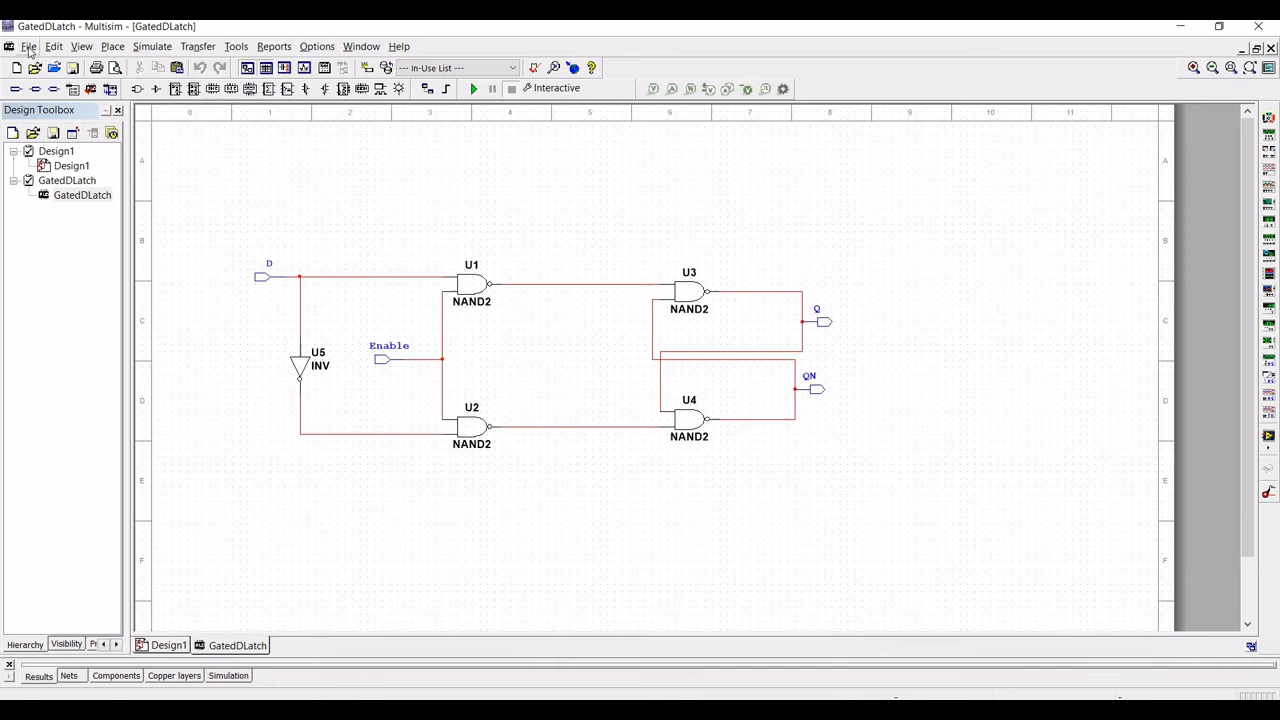 GatedDLatch - Multisim - [GatedDLatch]
File Edit View Place Simulate Transfer Tools Reports Options Window Help
--- In-Use List ---
Interactive
Design Toolbox
Design1
Design1
GatedDLatch
GatedDLatch
0 1 2 3 4 5 6 7 8 9 10 11
A A
B B
D
U1
NAND2
U3
NAND2
Q
C C
Enable
U5
INV
QN
D D
U2
NAND2
U4
NAND2
E E
F F
Hierarchy Visibility Pr
Design1 GatedDLatch
Results Nets Components Copper layers Simulation